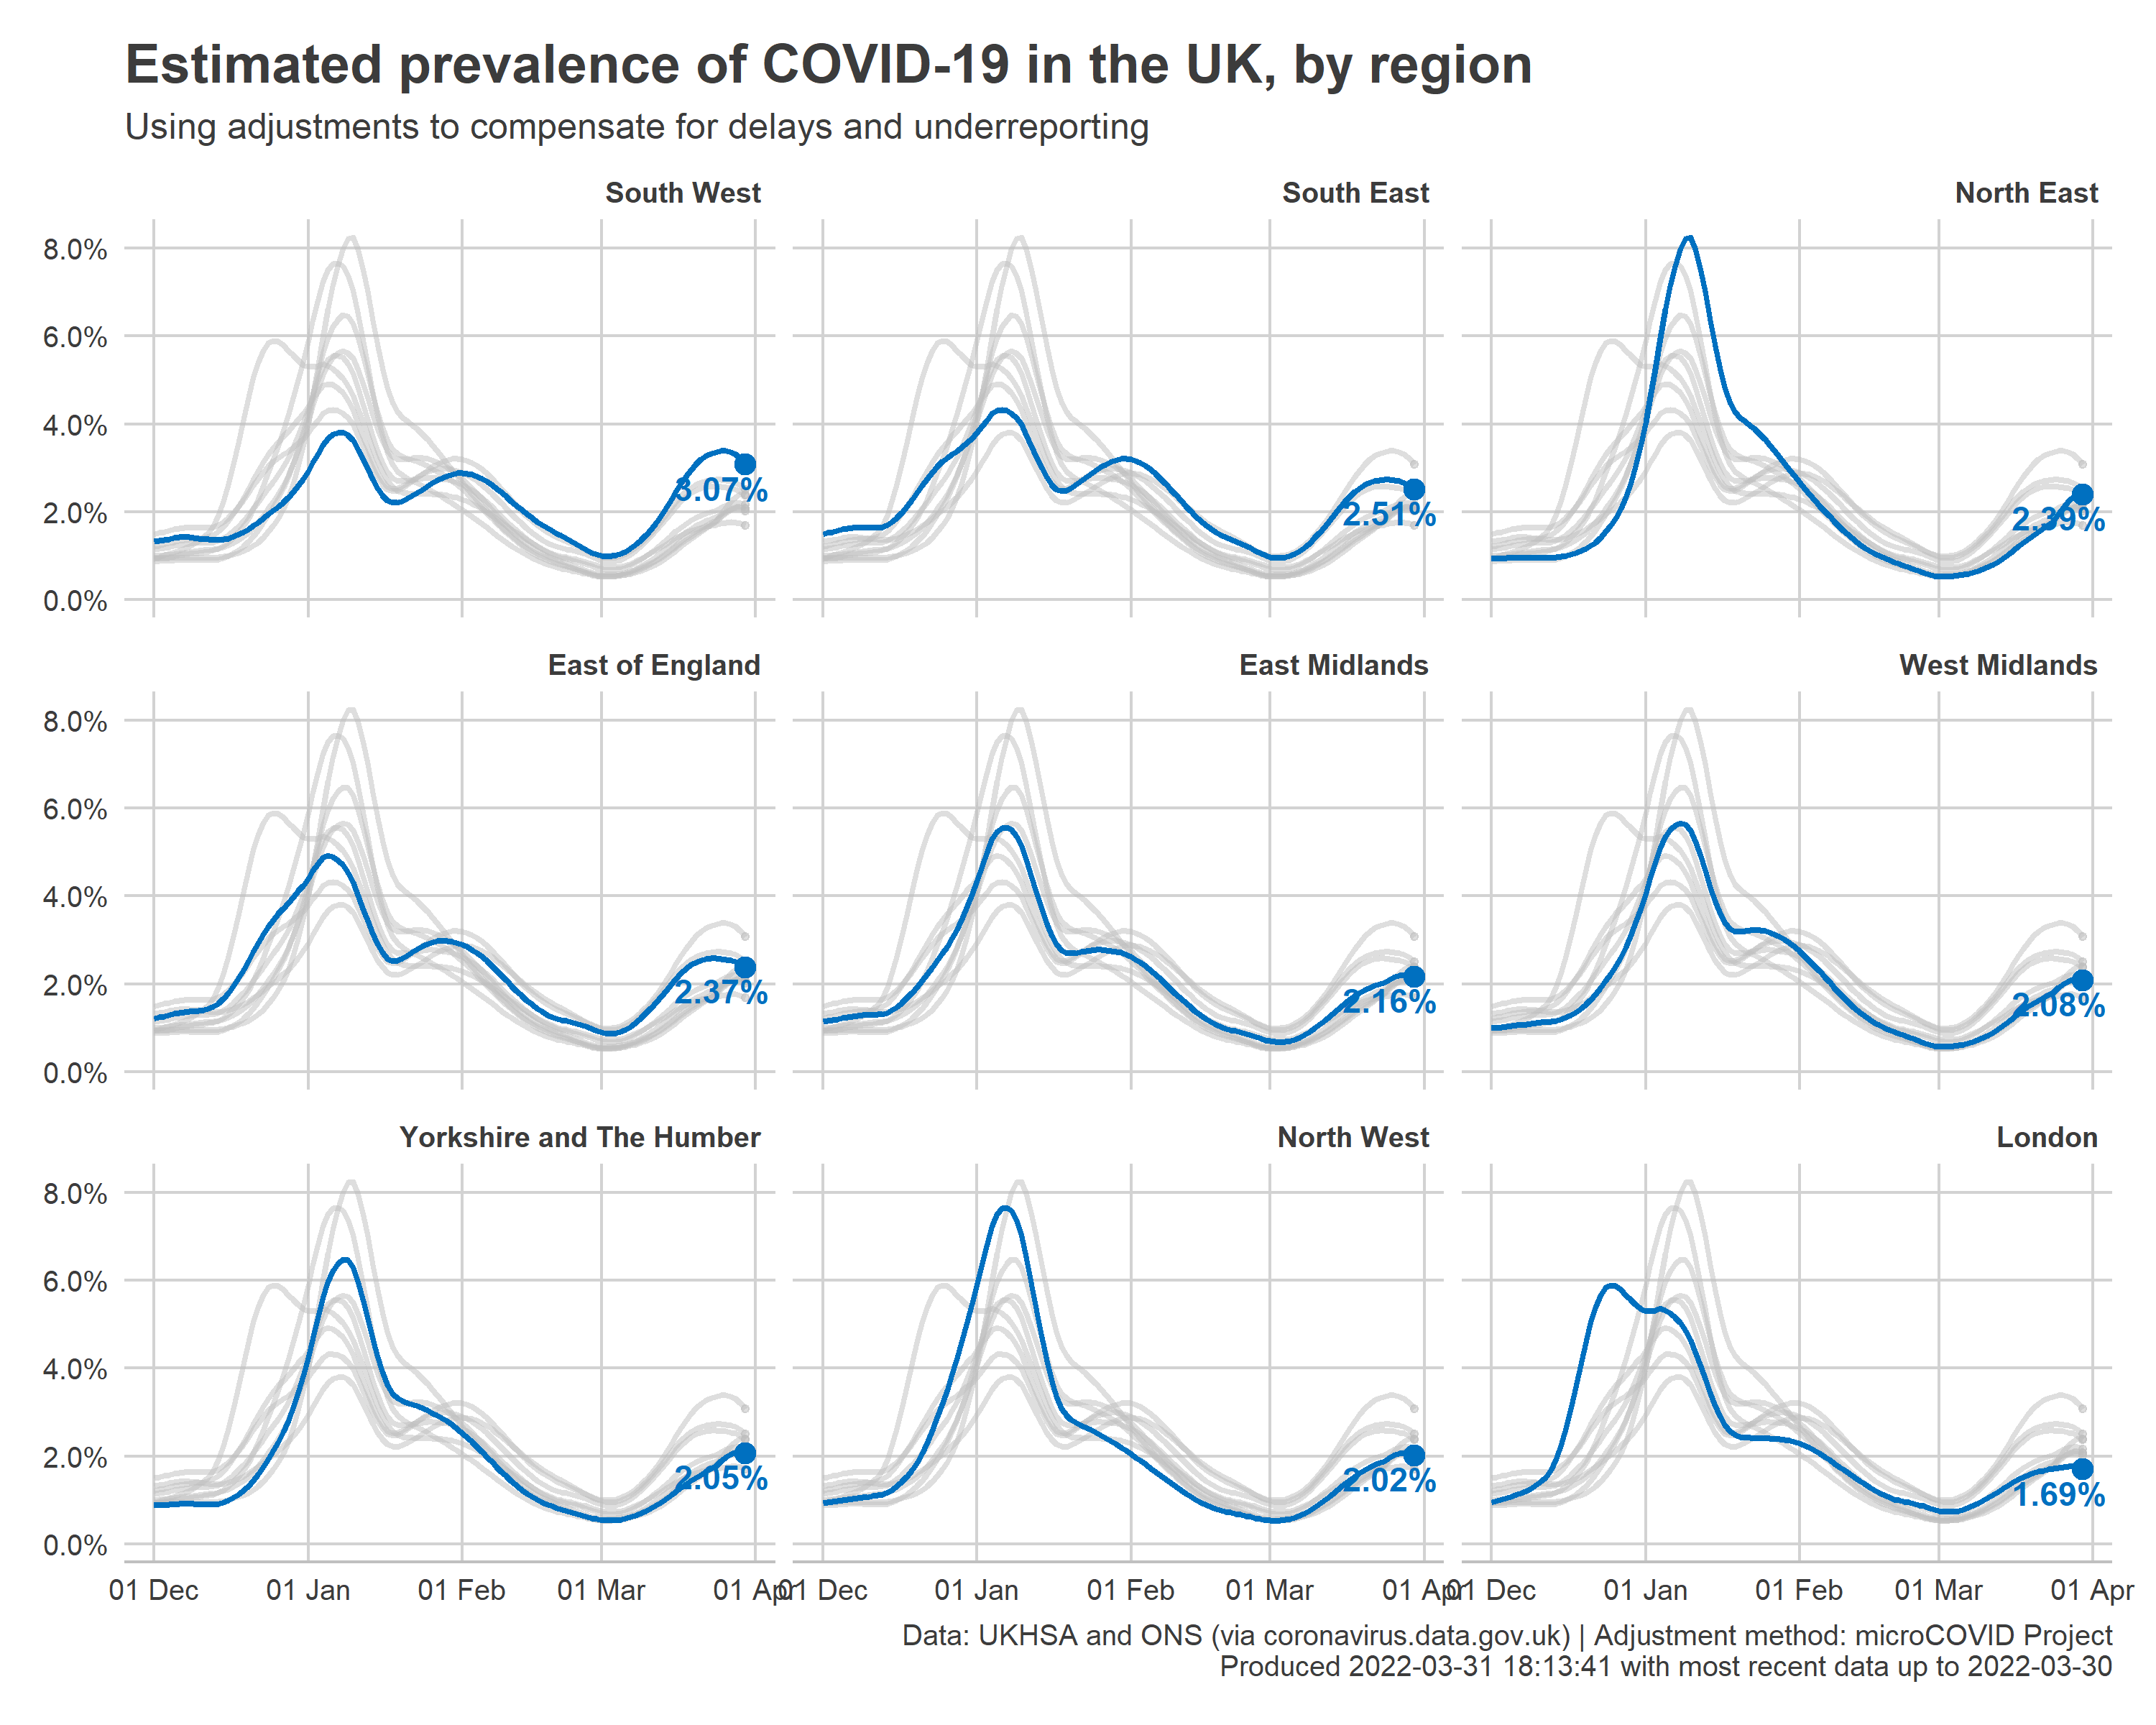 Estimated prevalence of COVID-19 in the UK, by region
Using adjustments to compensate for delays and underreporting
South West
South East
North East
8.0%
6.0%
4.0%
2.0%
0.0%
3.07%
2.51%
2.39%
East of England
East Midlands
West Midlands
8.0%
6.0%
4.0%
2.0%
0.0%
2.37%
2.16%
2.08%
Yorkshire and The Humber
North West
London
8.0%
6.0%
4.0%
2.0%
0.0%
2.05%
2.02%
1.69%
01 Dec 01 Jan 01 Feb 01 Mar 01 Apr
01 Dec 01 Jan 01 Feb 01 Mar 01 Apr
01 Dec 01 Jan 01 Feb 01 Mar 01 Apr
Data: UKHSA and ONS (via coronavirus.data.gov.uk) | Adjustment method: microCOVID Project
Produced 2022-03-31 18:13:41 with most recent data up to 2022-03-30